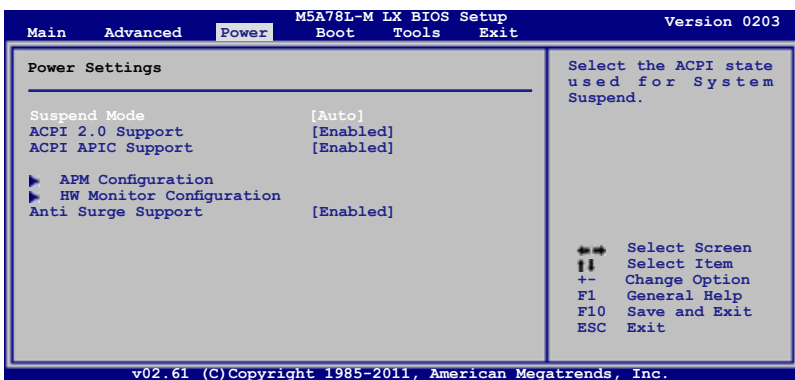 M5A78L-M LX BIOS Setup Version 0203
Main Advanced Power Boot Tools Exit
Power Settings
Suspend Mode [Auto]
ACPI 2.0 Support [Enabled]
ACPI APIC Support [Enabled]
APM Configuration
HW Monitor Configuration
Anti Surge Support [Enabled]
Select the ACPI state
used for System
Suspend.
Select Screen
Select Item
+- Change Option
F1 General Help
F10 Save and Exit
ESC Exit
v02.61 (C)Copyright 1985-2011, American Megatrends, Inc.